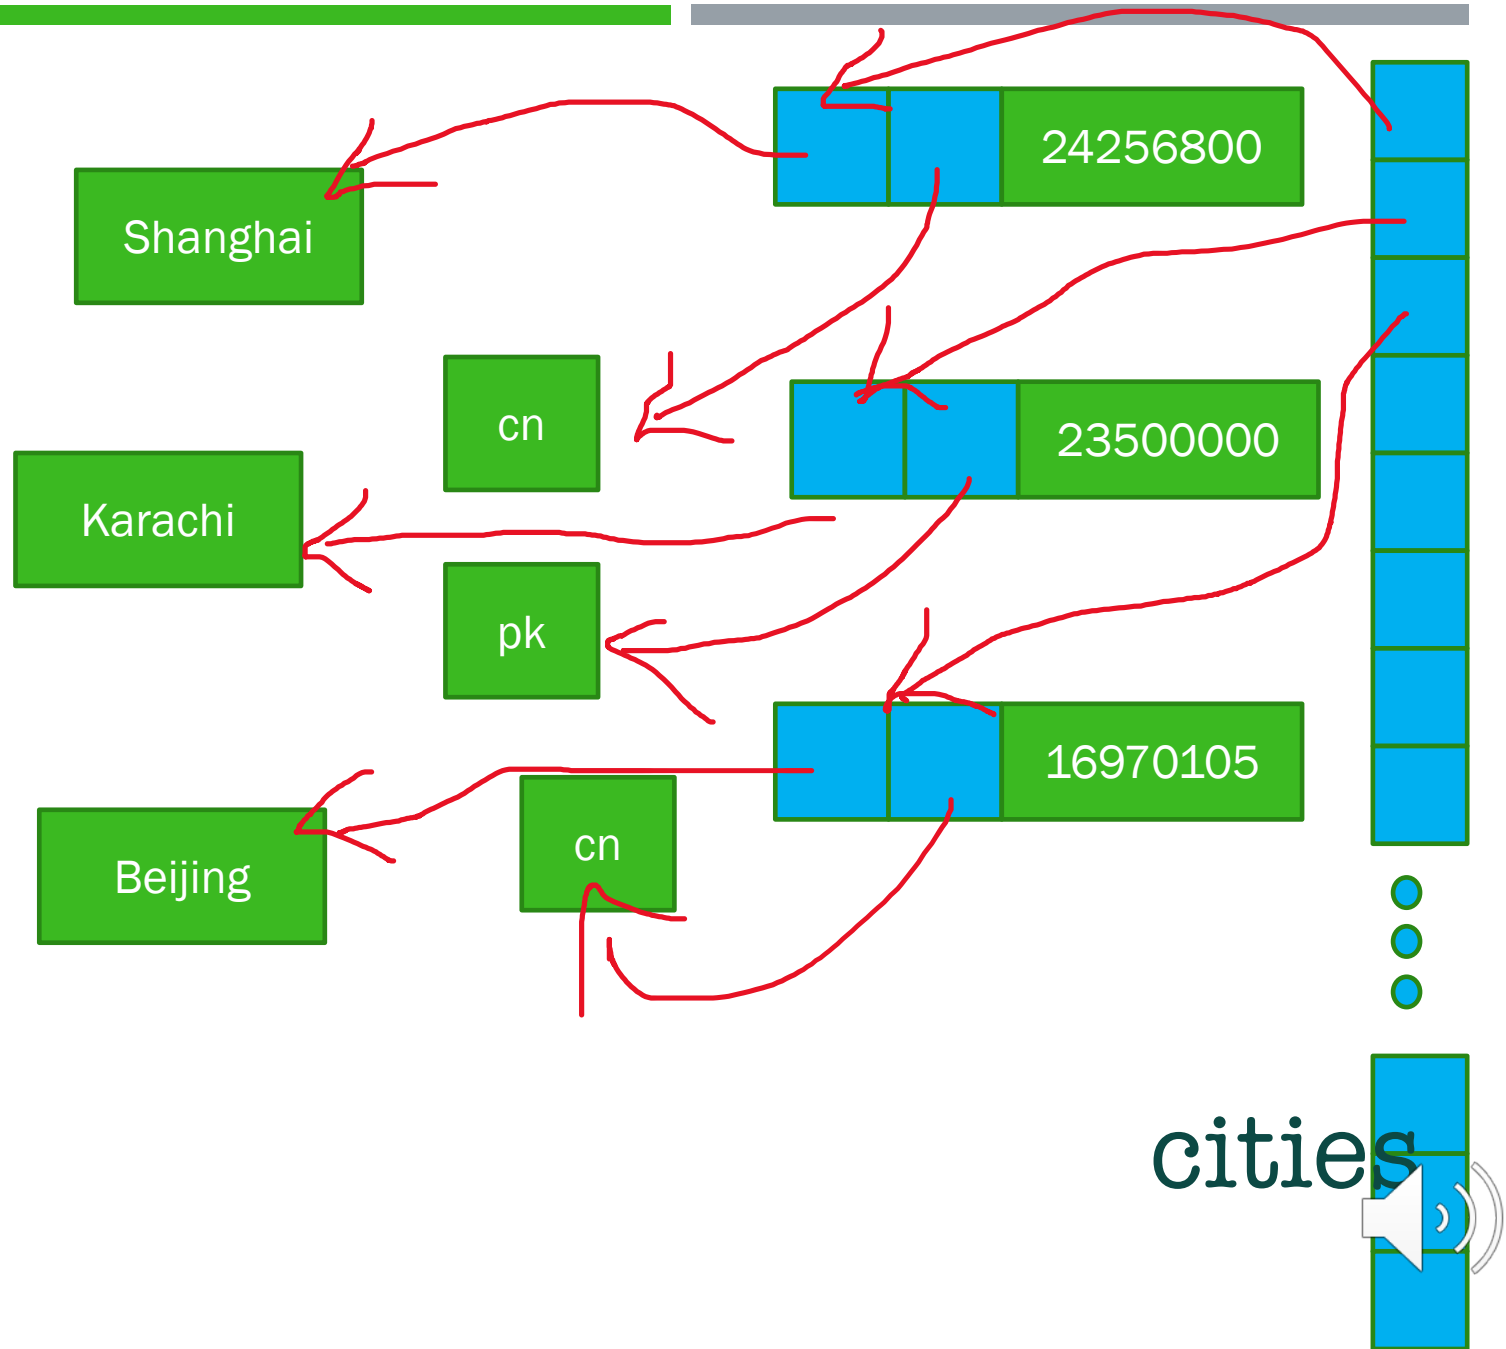 24256800
Shanghai
cn
23500000
Karachi
pk
16970105
cn
Beijing
cities